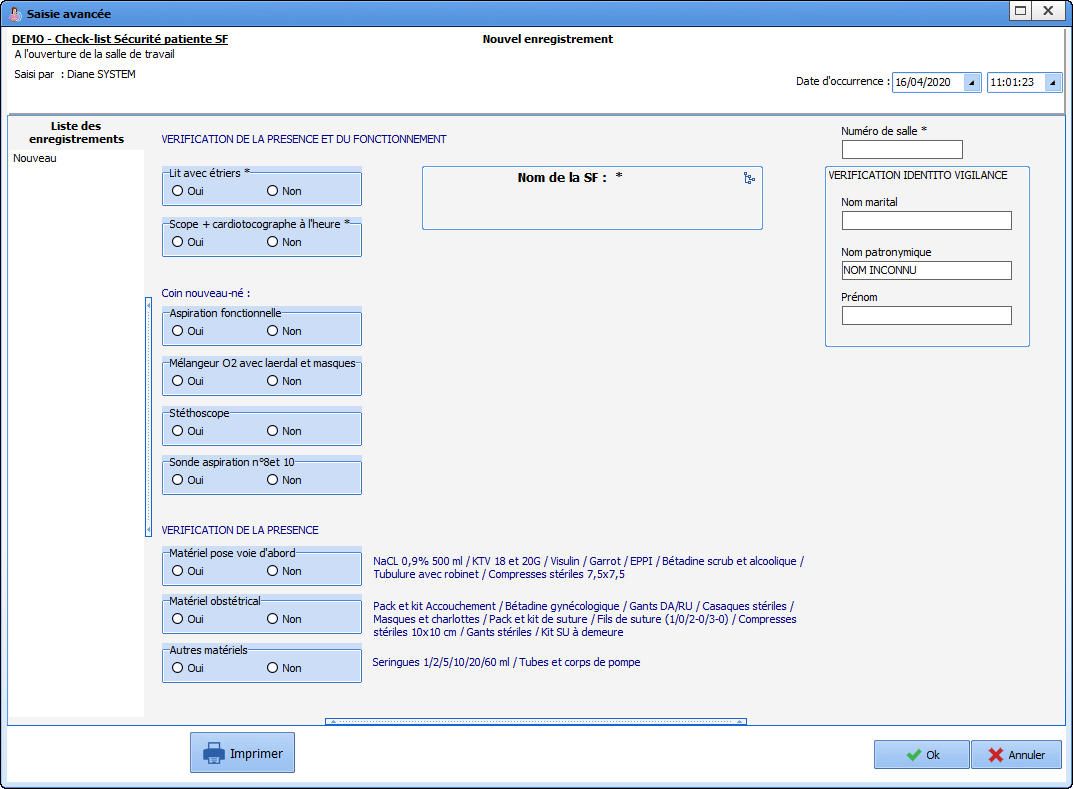 Saisie avancée
DEMO - Check-list Sécurité patiente SF
Nouvel enregistrement
A l'ouverture de la salle de travail
Saisi par : Diane SYSTEM
Date d'occurrence : 16/04/2020 11:01:23
Liste des
enregistrements
Nouveau
VERIFICATION DE LA PRESENCE ET DU FONCTIONNEMENT
Lit avec étriers *
Oui Non
Scope + cardiotocographe à l'heure *
Oui Non
Nom de la SF : *
Numéro de salle *
VERIFICATION IDENTITO VIGILANCE
Nom marital
Nom patronymique
NOM INCONNU
Prénom
Coin nouveau-né :
Aspiration fonctionnelle
Oui Non
Mélangeur O2 avec laerdal et masques
Oui Non
Stéthoscope
Oui Non
Sonde aspiration n°8et 10
Oui Non
VERIFICATION DE LA PRESENCE
Matériel pose voie d'abord
Oui Non
NaCL 0,9% 500 ml / KTV 18 et 20G / Visulin / Garrot / EPPI / Bétadine scrub et alcoolique /
Tubulure avec robinet / Compresses stériles 7,5x7,5
Matériel obstétrical
Oui Non
Pack et kit Accouchement / Bétadine gynécologique / Gants DA/RU / Casaques stériles /
Masques et charlottes / Pack et kit de suture / Fils de suture (1/0/2-0/3-0) / Compresses
stériles 10x10 cm / Gants stériles / Kit SU à demeure
Autres matériels
Oui Non
Seringues 1/2/5/10/20/60 ml / Tubes et corps de pompe
Imprimer
Ok
Annuler